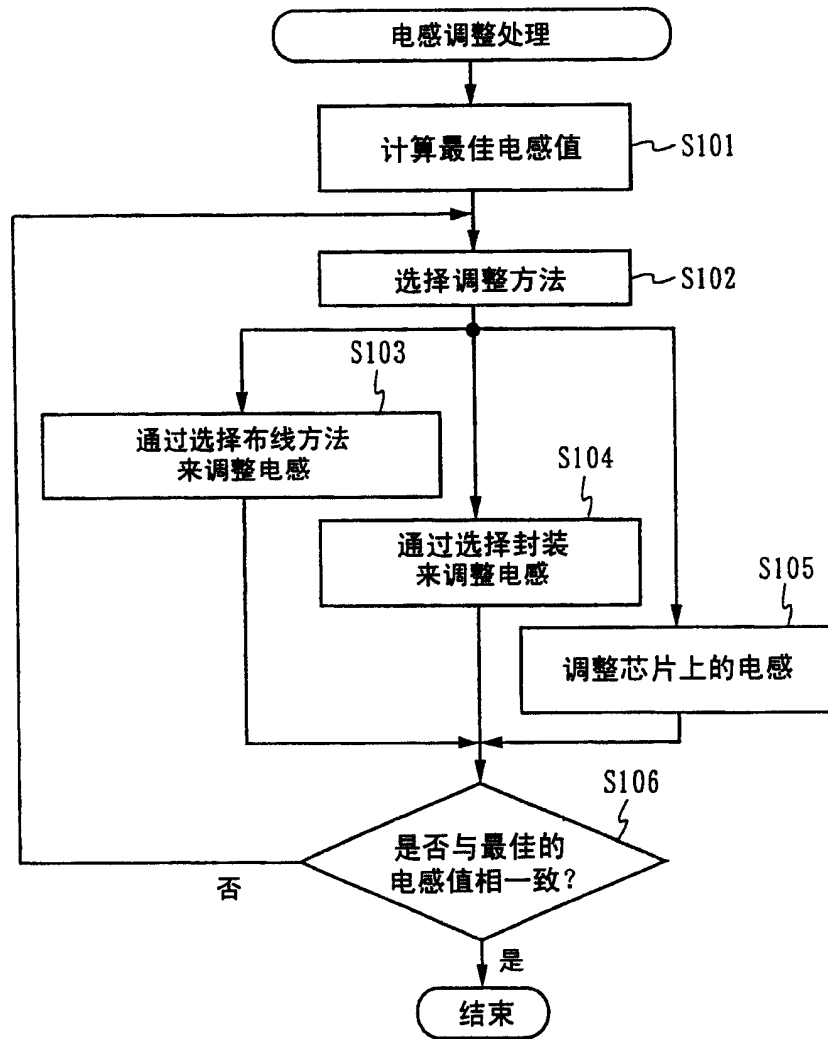 电感调整处理
计算最佳电感值
S101
选择调整方法
S102
S103
通过选择布线方法
来调整电感
S104
通过选择封装
来调整电感
S105
调整芯片上的电感
S106
是否与最佳的
电感值相一致?
否
是
结束